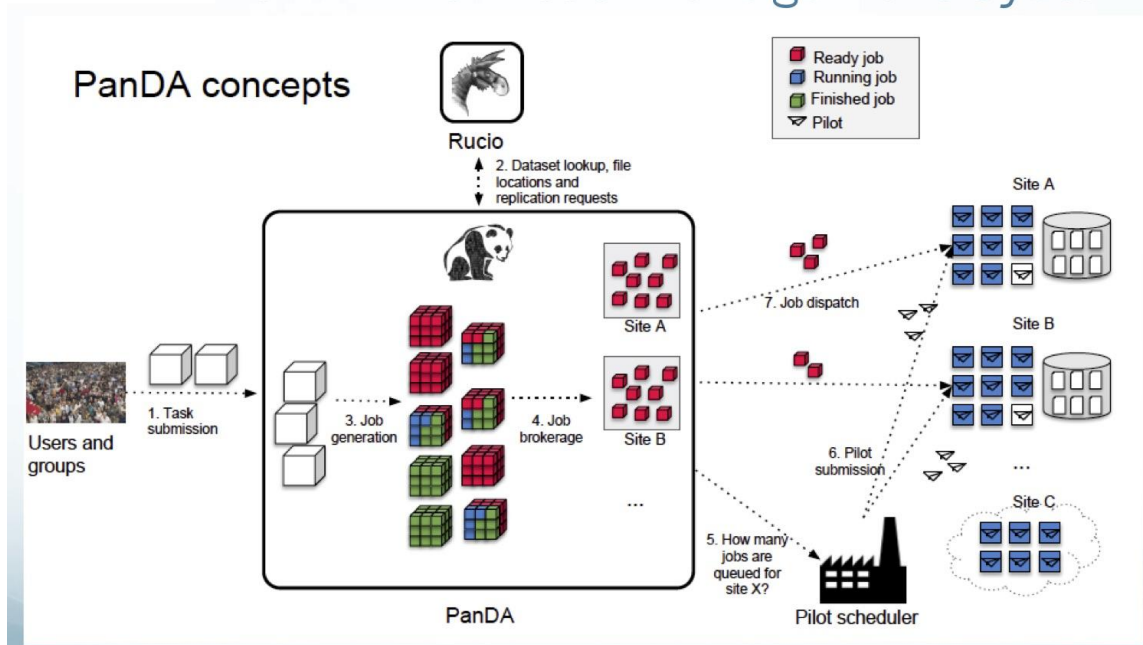 PanDA concepts
Rucio
2. Dataset lookup, file
locations and
replication requests
Ready job
Running job
Finished job
Pilot
Users and
groups
1. Task
submission
3. Job
generation
4. Job
brokerage
Site A
Site B
...
PanDA
5. How many
jobs are
queued for
site X?
Pilot scheduler
6. Pilot
submission
7. Job dispatch
Site A
Site B
...
Site C